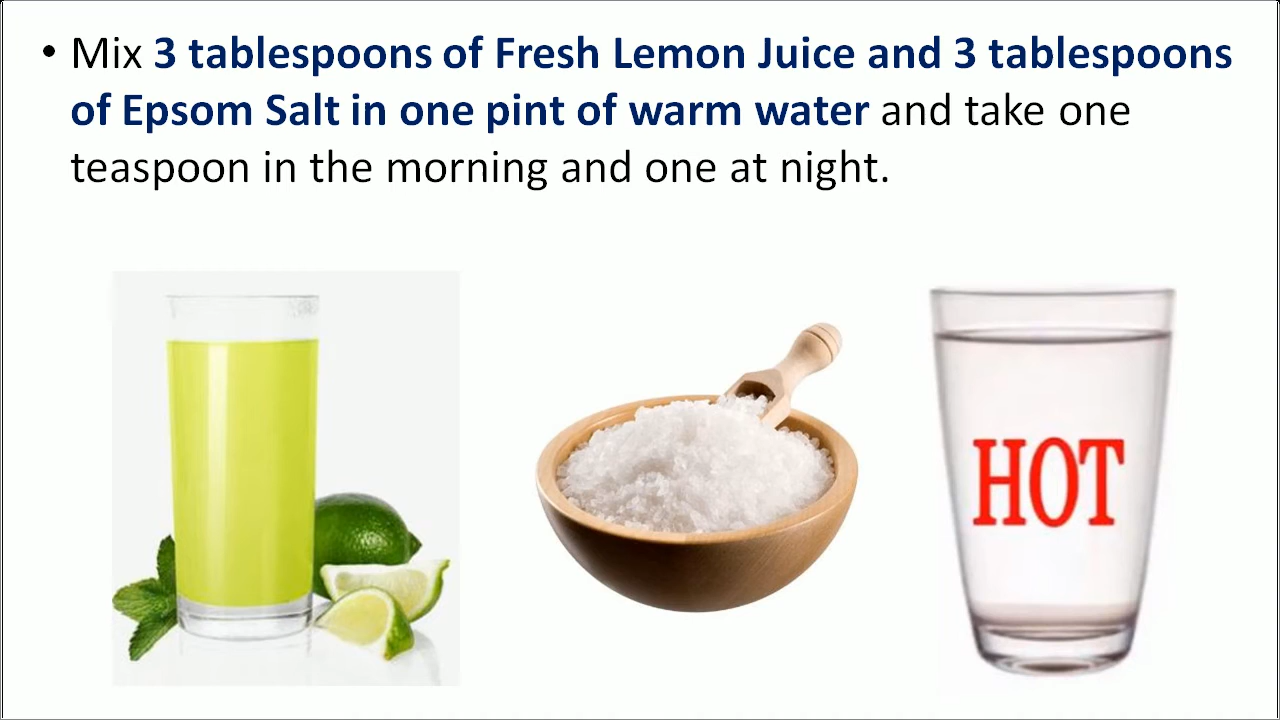 • Mix 3 tablespoons of Fresh Lemon Juice and 3 tablespoons
of Epsom Salt in one pint of warm water and take one
teaspoon in the morning and one at night.
HOT